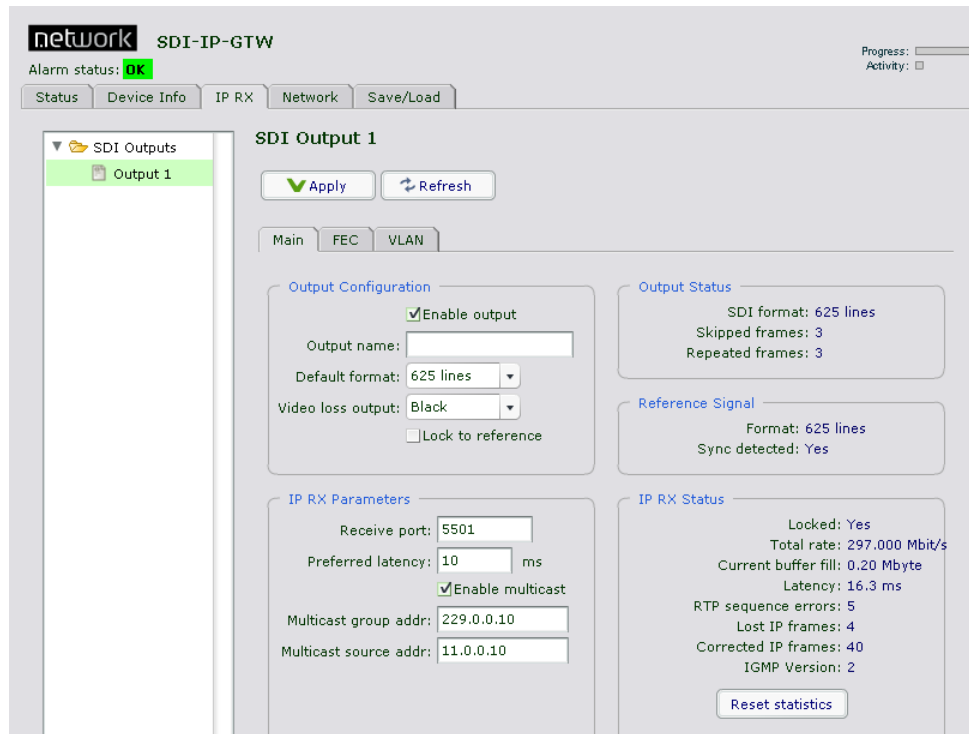 network SDI-IP-GTW
Progress:
Alarm status: OK
Activity:
Status Device Info IP RX Network Save/Load
SDI Outputs
Output 1
SDI Output 1
Apply Refresh
Main FEC VLAN
Output Configuration
Enable output
Output name:
Default format: 625 lines
Video loss output: Black
Lock to reference
Output Status
SDI format: 625 lines
Skipped frames: 3
Repeated frames: 3
Reference Signal
Format: 625 lines
Sync detected: Yes
IP RX Parameters
Receive port: 5501
Preferred latency: 10 ms
Enable multicast
Multicast group addr: 229.0.0.10
Multicast source addr: 11.0.0.10
IP RX Status
Locked: Yes
Total rate: 297.000 Mbit/s
Current buffer fill: 0.20 Mbyte
Latency: 16.3 ms
RTP sequence errors: 5
Lost IP frames: 4
Corrected IP frames: 40
IGMP Version: 2
Reset statistics